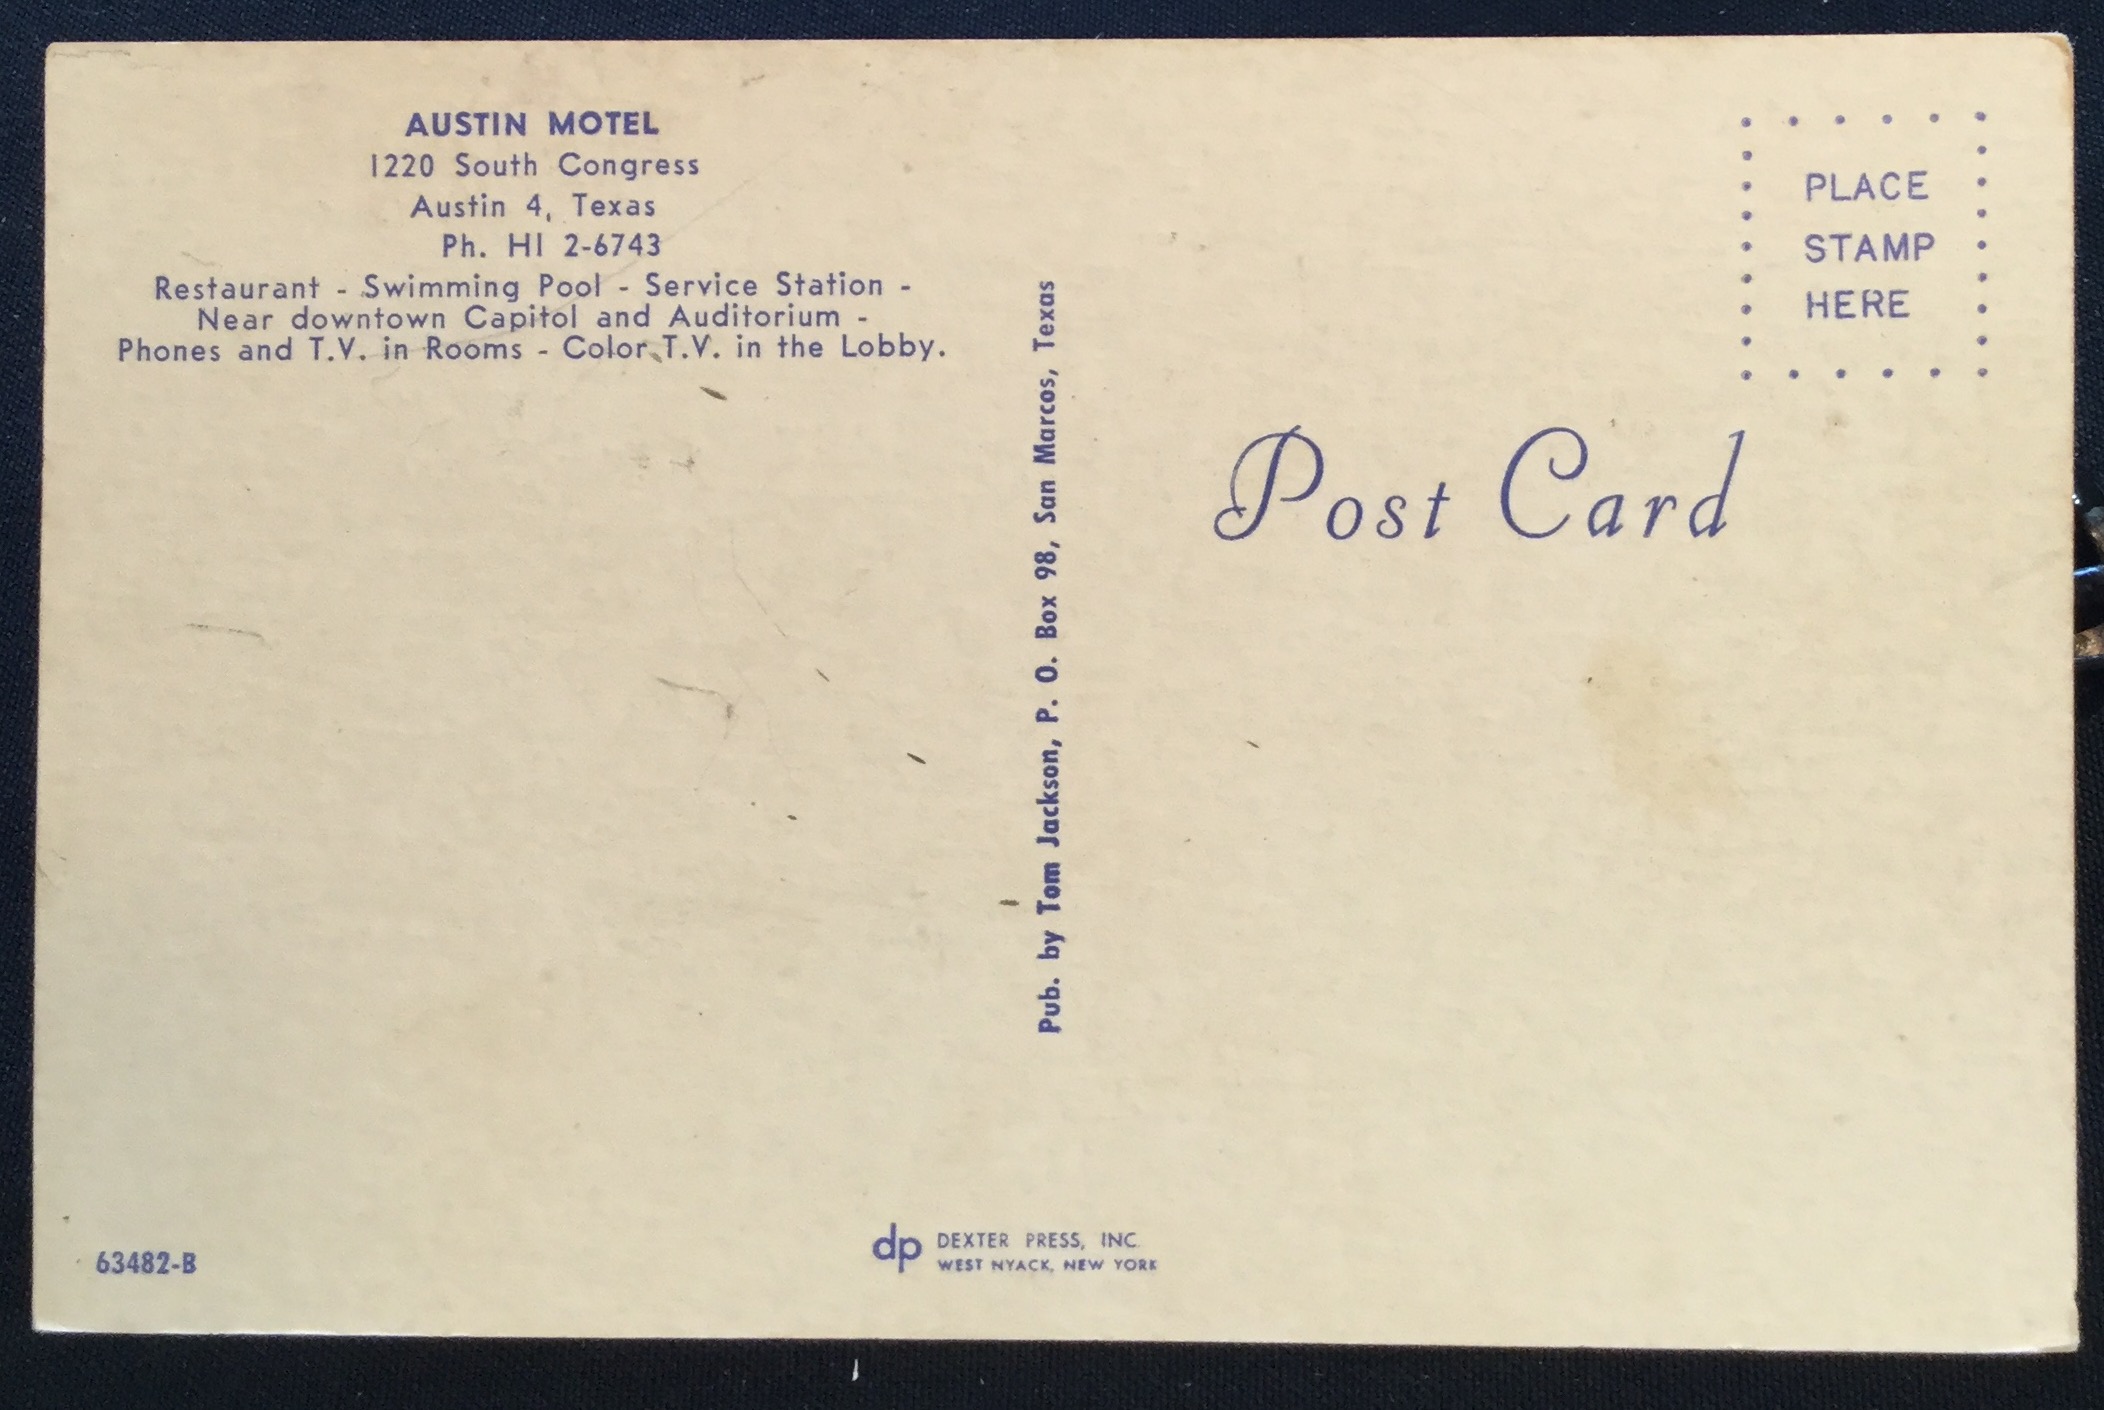 AUSTIN MOTEL
1220 South Congress
Austin 4, Texas
Ph. HI 2-6743
Restaurant - Swimming Pool - Service Station -
Near downtown Capitol and Auditorium -
Phones and T.V. in Rooms - Color T.V. in the Lobby.
63482-B
Pub. by Tom Jackson, P. O. Box 98, San Marcos, Texas
dp
DEXTER PRESS, INC.
WEST NYACK, NEW YORK
PLACE
STAMP
HERE
Post Card